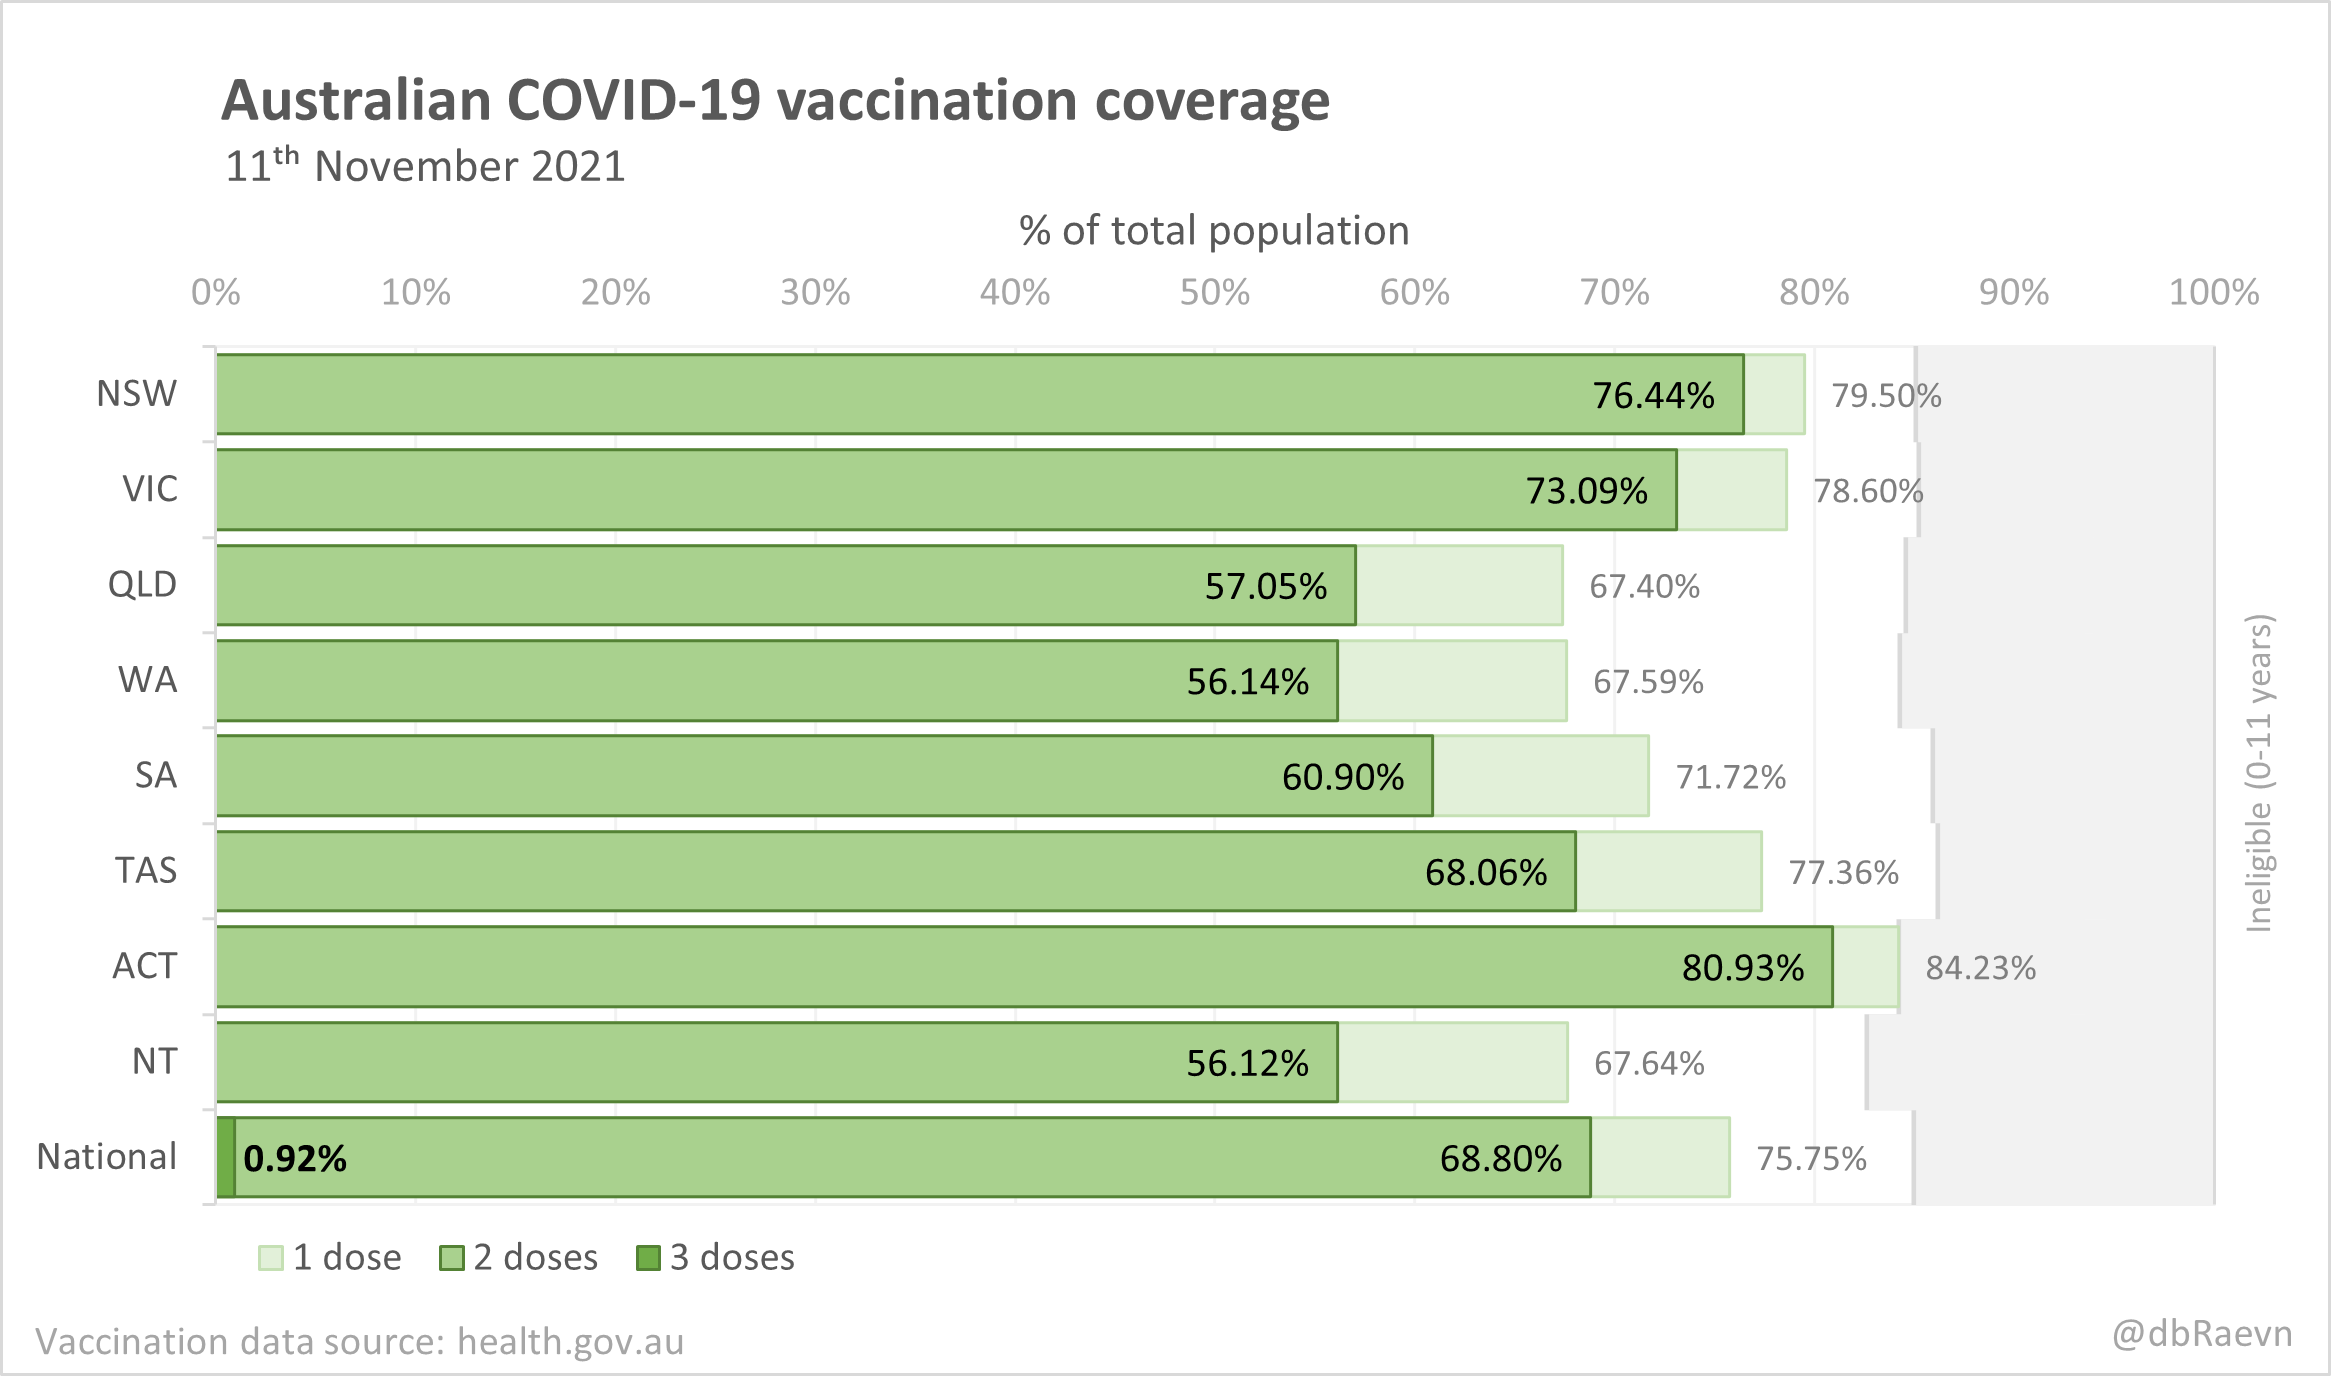 Australian COVID-19 vaccination coverage
11th November 2021
% of total population
0% 10% 20% 30% 40% 50% 60% 70% 80% 90% 100%
NSW 76.44% 79.50%
VIC 73.09% 78.60%
QLD 57.05% 67.40%
WA 56.14% 67.59%
SA 60.90% 71.72%
TAS 68.06% 77.36%
ACT 80.93% 84.23%
NT 56.12% 67.64%
National 0.92% 68.80% 75.75%
Ineligible (0-11 years)
1 dose 2 doses 3 doses
Vaccination data source: health.gov.au
@dbRaevn